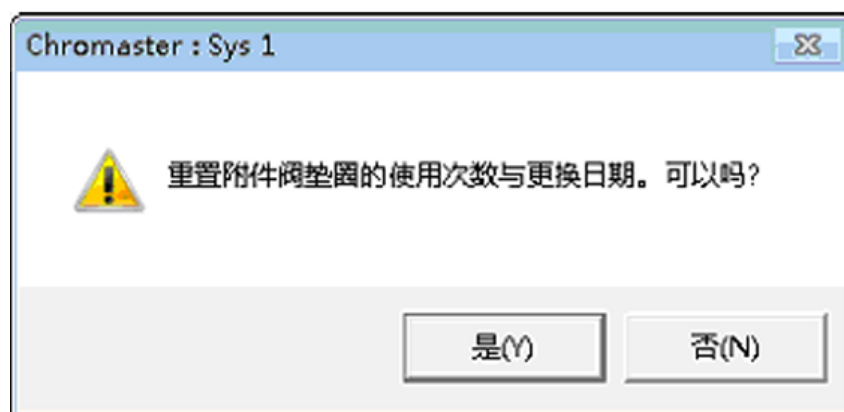 Chromaster : Sys 1
重置附件阀垫圈的使用次数与更换日期。可以吗?
是(Y)
否(N)